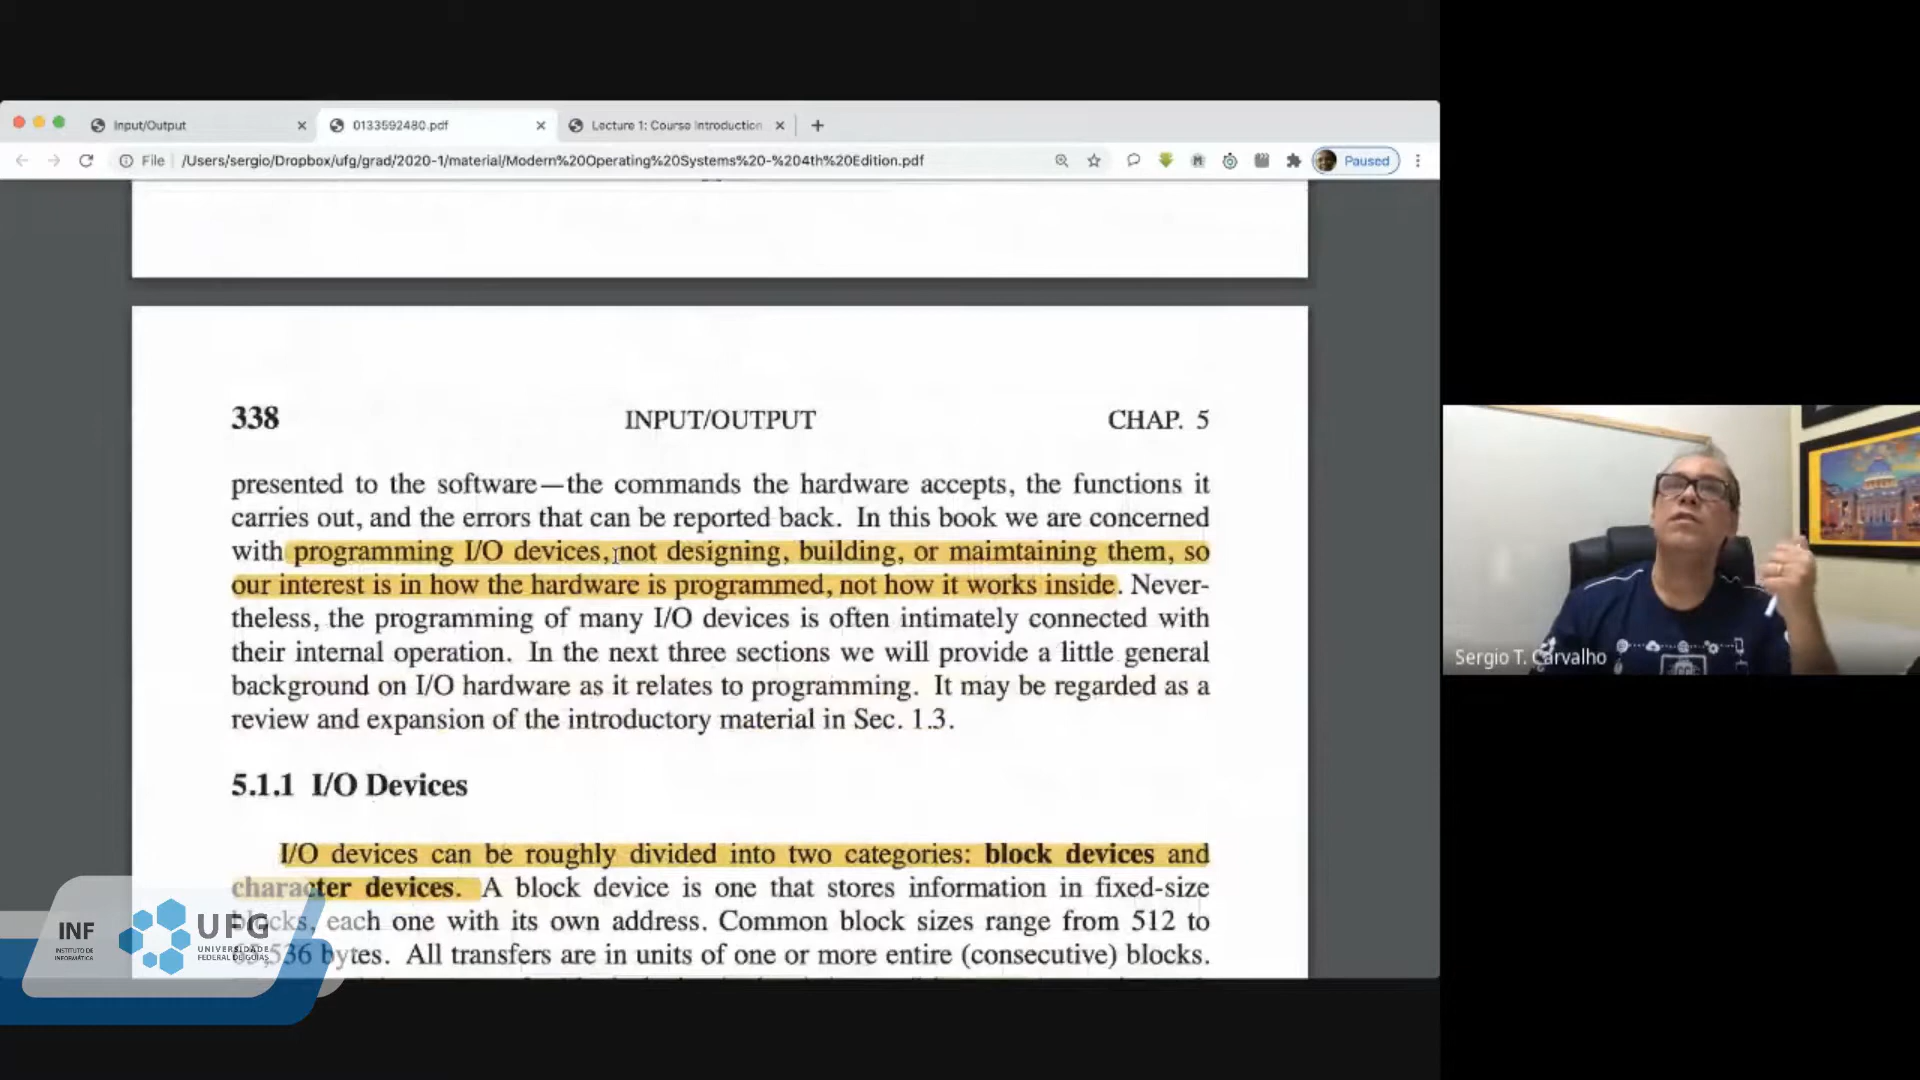 Input/Output
0133592480.pdf
Lecture 1: Course Introduction
File
/Users/sergio/Dropbox/ufg/grad/2020-1/material/Modern%20Operating%20Systems%20-%204th%20Edition.pdf
Paused
338
INPUT/OUTPUT
CHAP. 5
presented to the software—the commands the hardware accepts, the functions it
carries out, and the errors that can be reported back. In this book we are concerned
with programming I/O devices, not designing, building, or maimtaining them, so
our interest is in how the hardware is programmed, not how it works inside. Never-
theless, the programming of many I/O devices is often intimately connected with
their internal operation. In the next three sections we will provide a little general
background on I/O hardware as it relates to programming. It may be regarded as a
review and expansion of the introductory material in Sec. 1.3.
5.1.1 I/O Devices
I/O devices can be roughly divided into two categories: block devices and
character devices. A block device is one that stores information in fixed-size
blocks, each one with its own address. Common block sizes range from 512 to
65,536 bytes. All transfers are in units of one or more entire (consecutive) blocks.
Sergio T. Carvalho
INF
INSTITUTO DE
INFORMÁTICA
UFG
UNIVERSIDADE
FEDERAL DE GOIÁS